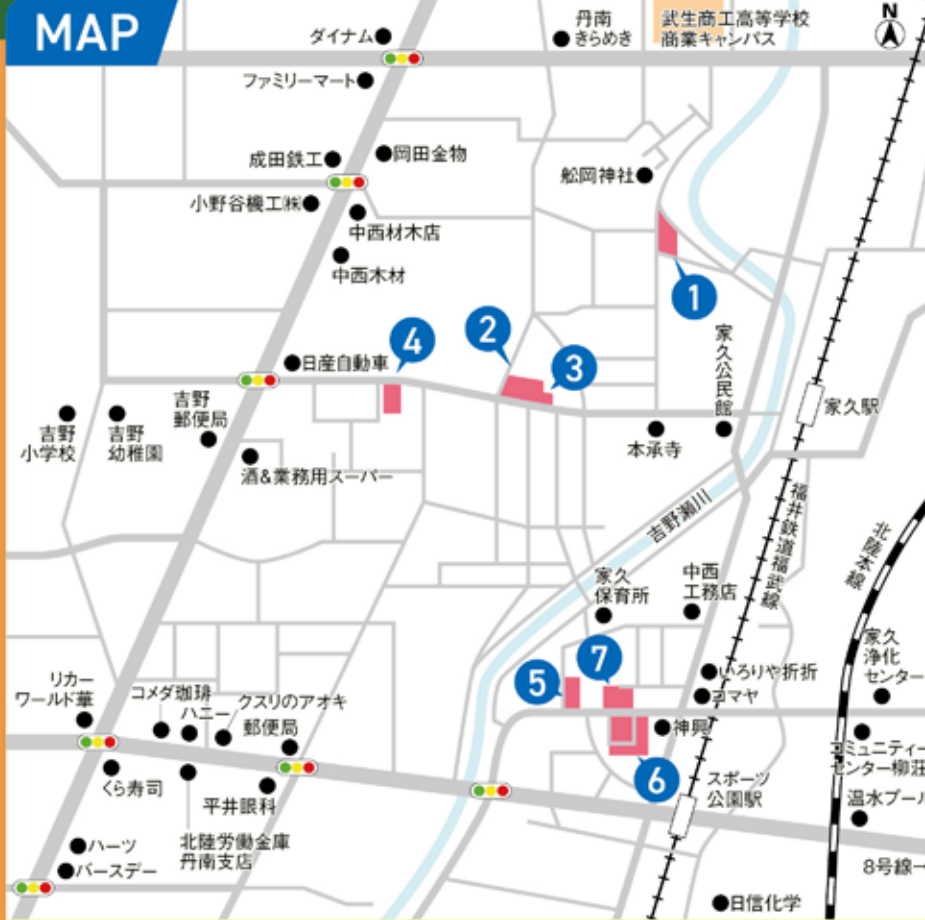 MAP
N
ダイナム
丹南
きらめき
武生商工高等学校
商業キャンパス
ファミリーマート
成田鉄工
岡田金物
舩岡神社
小野谷機工㈱
中西材木店
中西木材
1
2
3
4
日産自動車
家久公民館
家久駅
吉野
小学校
吉野
幼稚園
吉野
郵便局
酒&業務用スーパー
本承寺
吉野瀬川
福井鉄道福武線
北陸本線
家久
保育所
中西
工務店
5
7
いろりや折折
コマヤ
神興
6
家久
浄化
センター
コミュニティー
センター柳荘
温水プール
スポーツ
公園駅
8号線→
リカー
ワールド華
コメダ珈琲
ハニー
クスリのアオキ
郵便局
くら寿司
平井眼科
北陸労働金庫
丹南支店
ハーツ
バースデー
日信化学